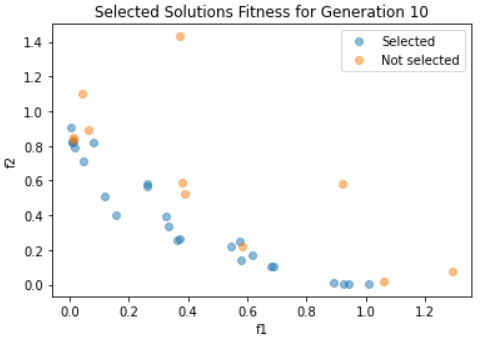 Selected Solutions Fitness for Generation 10
Selected
Not selected
1.4
1.2
1.0
0.8
0.6
0.4
0.2
0.0
f2
0.0 0.2 0.4 0.6 0.8 1.0 1.2
f1